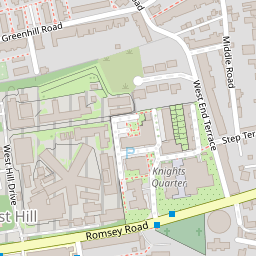 Greenhill Road
Middle Road
West End Terrace
Step Ter
West Hill Drive
P
Knights
Quarter
st Hill
Romsey Road